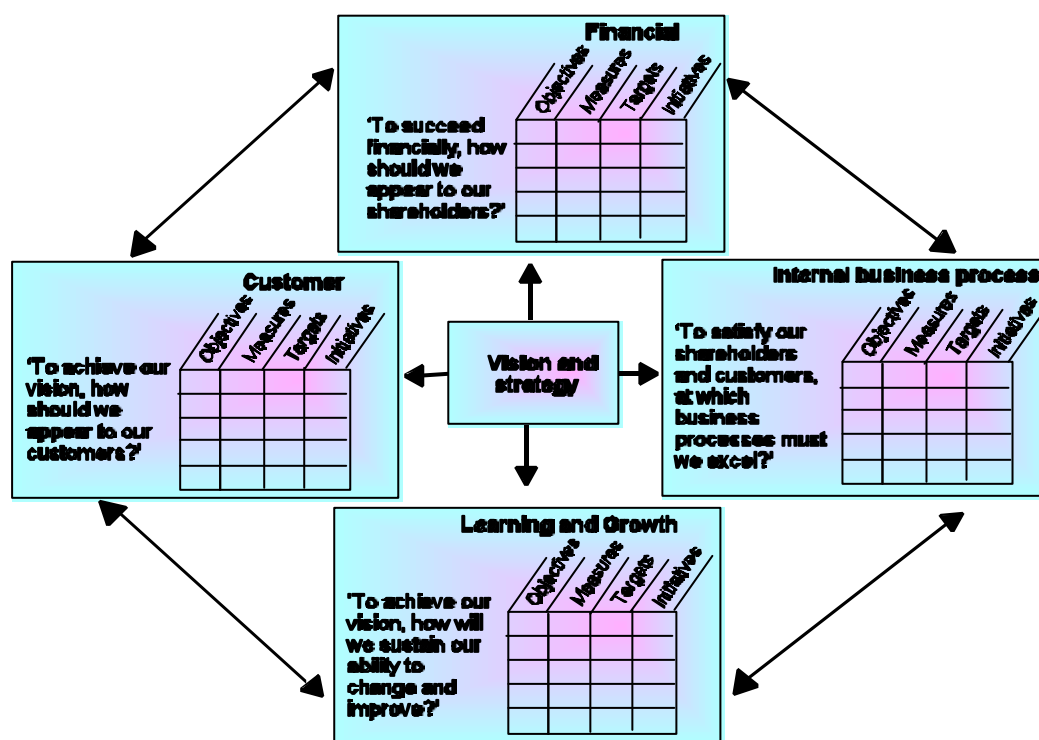 Financial
Objectives
Measures
Targets
Initiatives
'To succeed
financially, how
should we
appear to our
shareholders?'
Customer
Objectives
Measures
Targets
Initiatives
'To achieve our
vision, how
should we
appear to our
customers?'
Vision and
strategy
Internal business process
Objectives
Measures
Targets
Initiatives
'To satisfy our
shareholders
and customers,
at which
business
processes must
we excel?'
Learning and Growth
Objectives
Measures
Targets
Initiatives
'To achieve our
vision, how will
we sustain our
ability to
change and
improve?'